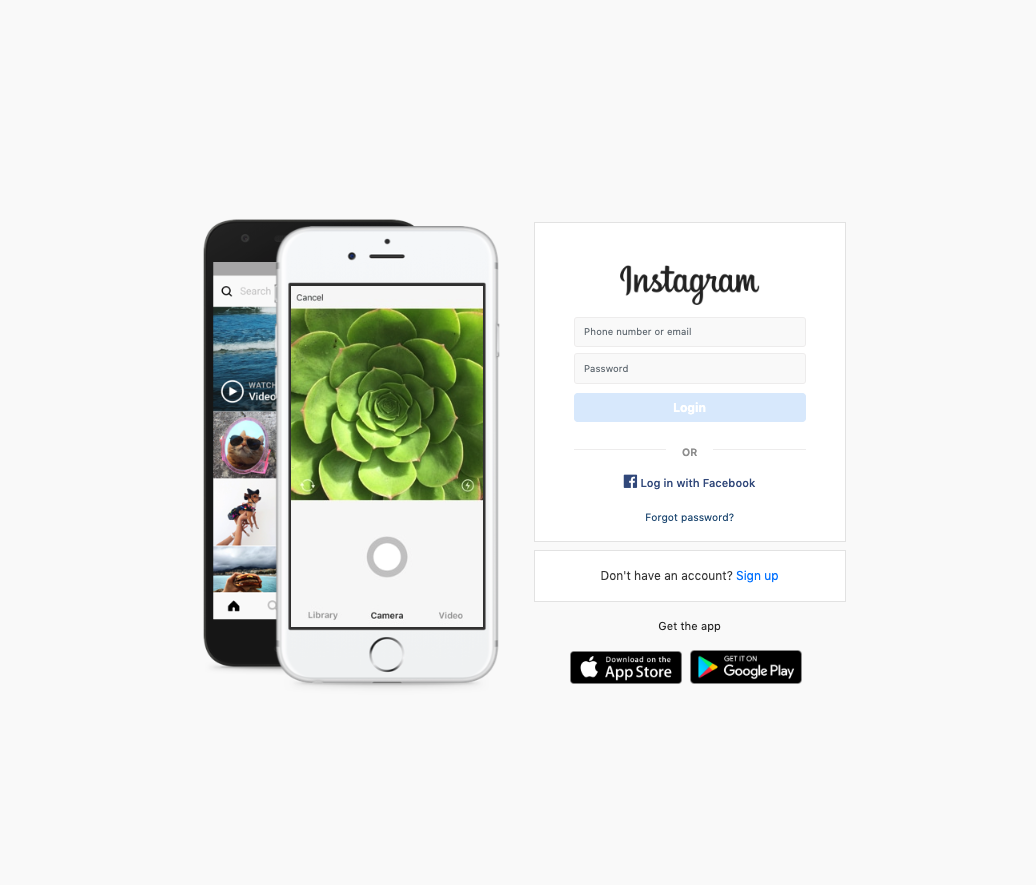 Search
WATCH
Video
Cancel
Library
Camera
Video
Instagram
Phone number or email
Password
Login
OR
Log in with Facebook
Forgot password?
Don't have an account? Sign up
Get the app
Download on the
App Store
GET IT ON
Google Play